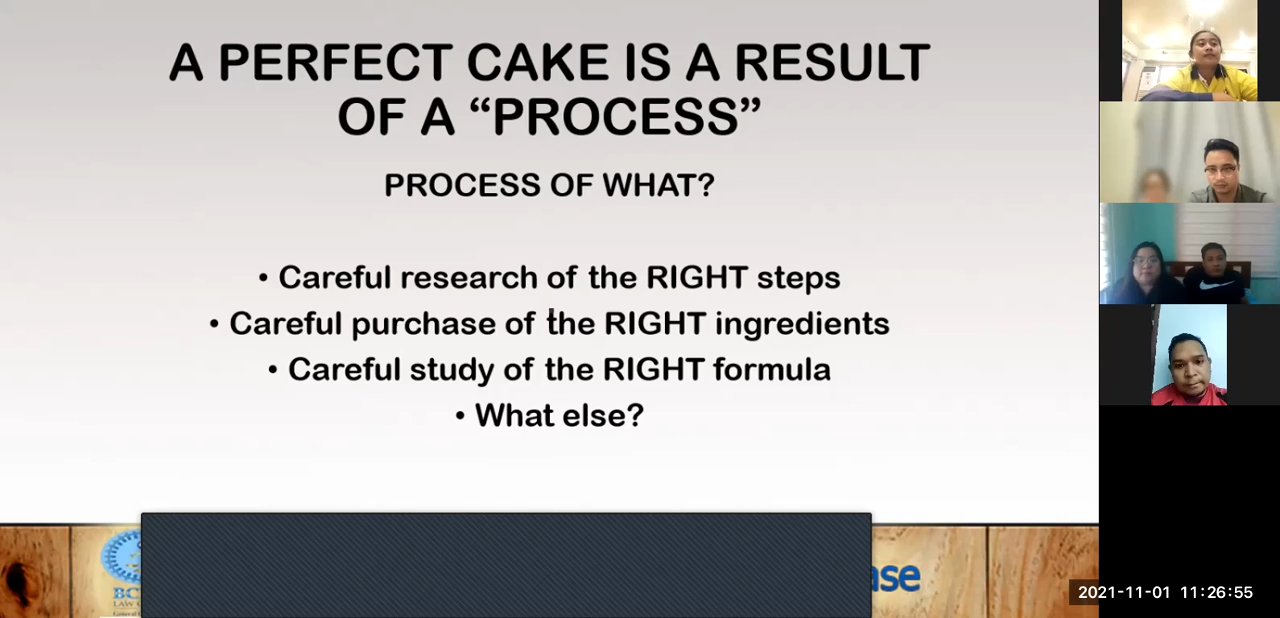 A PERFECT CAKE IS A RESULT
OF A “PROCESS”
PROCESS OF WHAT?
• Careful research of the RIGHT steps
• Careful purchase of the RIGHT ingredients
• Careful study of the RIGHT formula
• What else?
2021-11-01 11:26:55